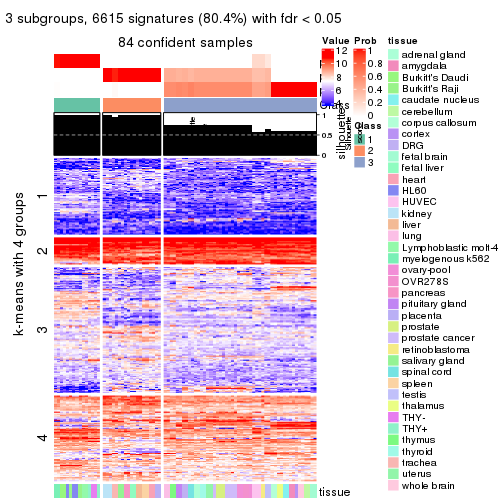 3 subgroups, 6615 signatures (80.4%) with fdr < 0.05
84 confident samples
k-means with 4 groups
1
2
3
4
p
p
Class
1
0.5
0
silhouette
tissue
Value
12
10
8
6
4
Prob
1
0.8
0.6
0.4
0.2
0
Class
1
2
3
tissue
adrenal gland
amygdala
Burkitt's Daudi
Burkitt's Raji
caudate nucleus
cerebellum
corpus callosum
cortex
DRG
fetal brain
fetal liver
heart
HL60
HUVEC
kidney
liver
lung
Lymphoblastic molt-4
myelogenous k562
ovary-pool
OVR278S
pancreas
pituitary gland
placenta
prostate
prostate cancer
retinoblastoma
salivary gland
spinal cord
spleen
testis
thalamus
THY-
THY+
thymus
thyroid
trachea
uterus
whole brain